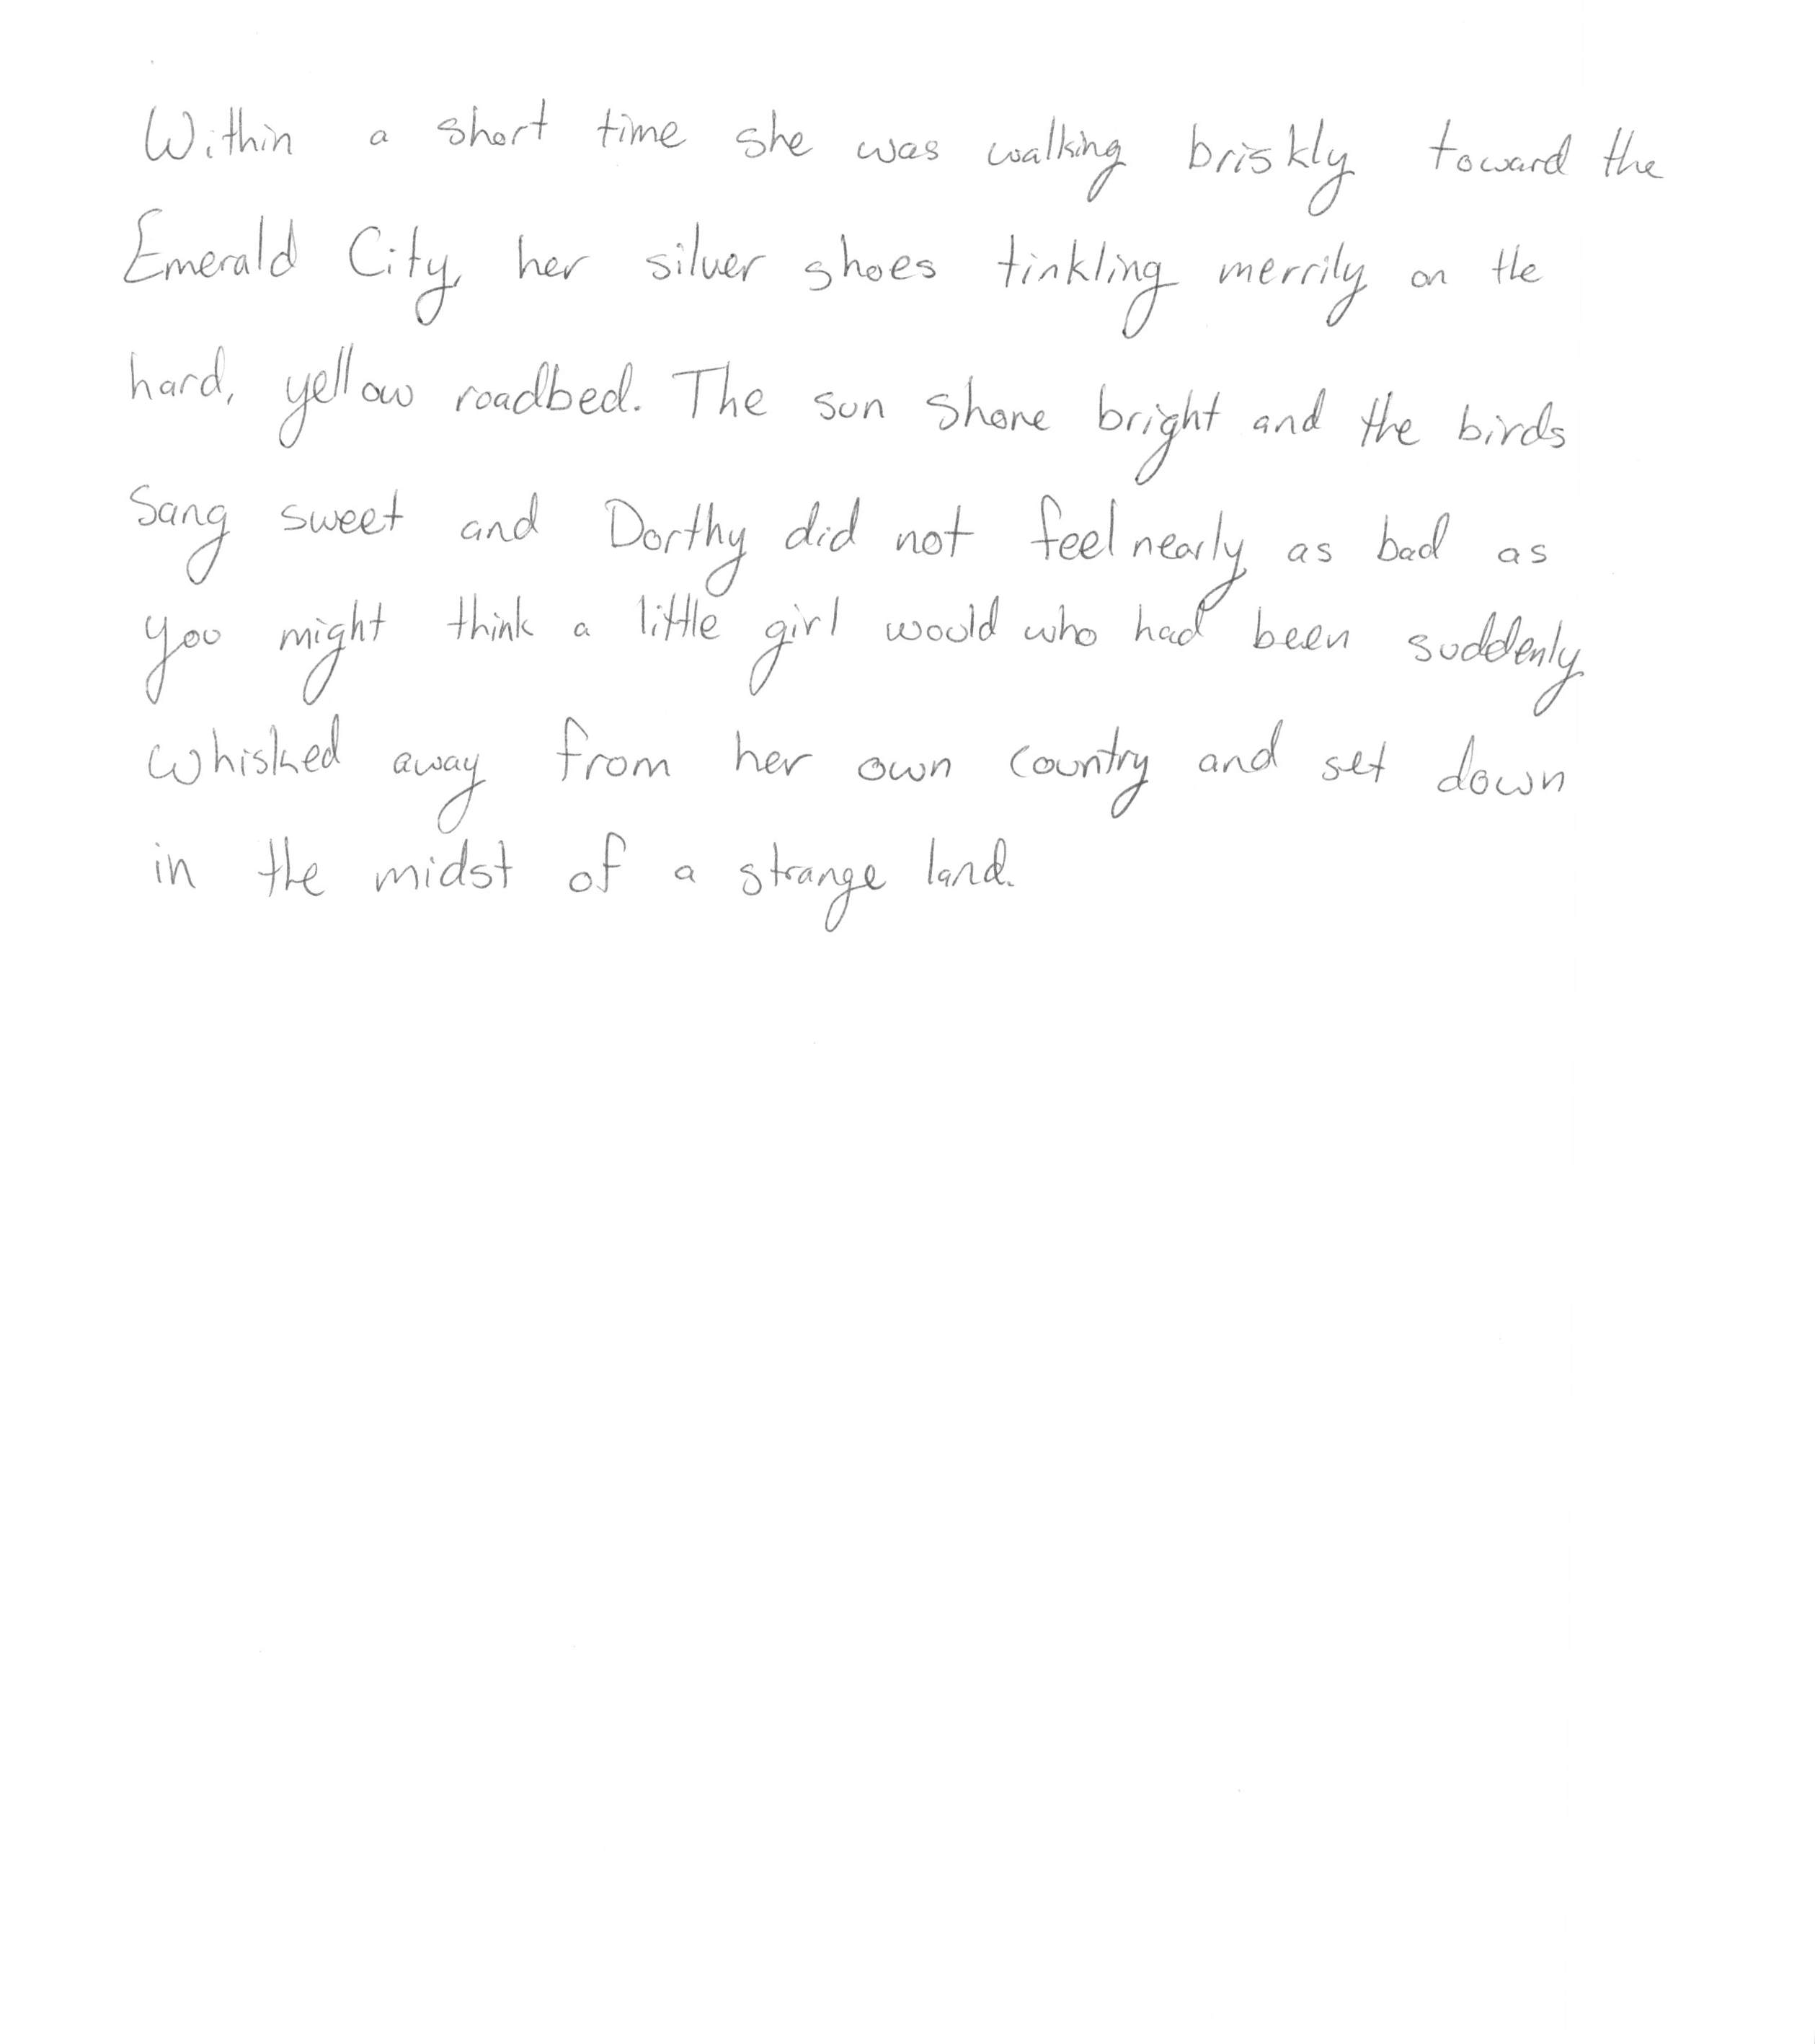 Within a short time she was walking briskly toward the
Emerald City, her silver shoes tinkling merrily on the
hard, yellow roadbed. The sun shone bright and the birds
Sang sweet and Dorthy did not feel nearly as bad as
you might think a little girl would who had been suddenly
whisked away from her own country and set down
in the midst of a strange land.